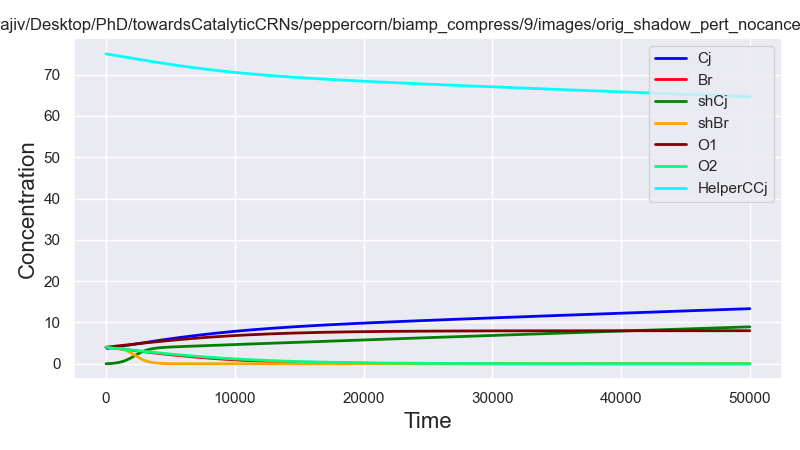 ajiv/Desktop/PhD/towardsCatalyticCRNs/peppercorn/biamp_compress/9/images/orig_shadow_pert_nocance
Concentration
70
60
50
40
30
20
10
0
Cj
Br
shCj
shBr
O1
O2
HelperCCj
0 10000 20000 30000 40000 50000
Time